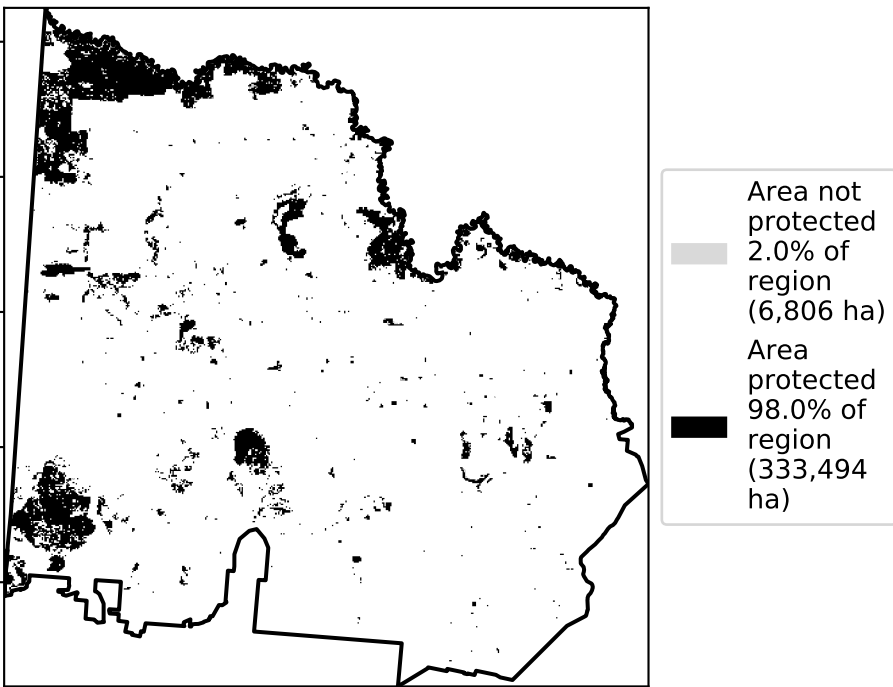 Area not
protected
2.0% of
region
(6,806 ha)
Area
protected
98.0% of
region
(333,494
ha)